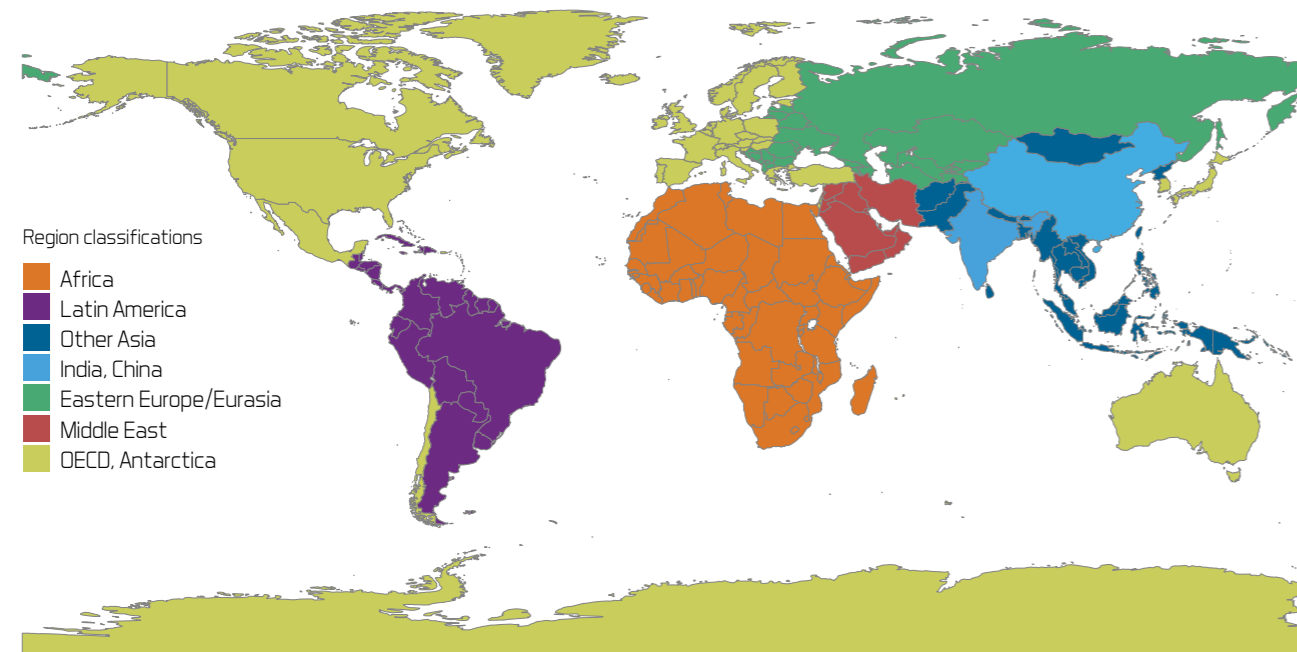 Region classifications
Africa
Latin America
Other Asia
India, China
Eastern Europe/Eurasia
Middle East
OECD, Antarctica